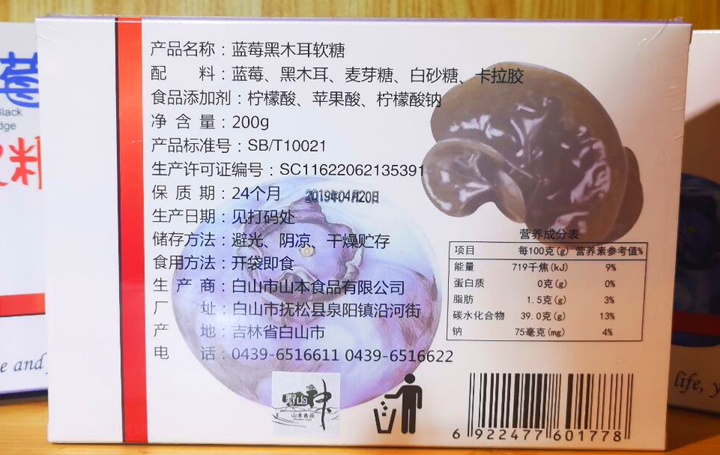 产品名称：蓝莓黑木耳软糖
配 料：蓝莓、黑木耳、麦芽糖、白砂糖、卡拉胶
食品添加剂：柠檬酸、苹果酸、柠檬酸钠
净 含 量：200g
产品标准号：SB/T10021
生产许可证编号：SC11622062135391
保 质 期：24个月
2019年04月20日
生产日期：见打码处
储存方法：避光、阴凉、干燥贮存
食用方法：开袋即食
生 产 商：白山市山本食品有限公司
厂 址：白山市抚松县泉阳镇沿河街
产 地：吉林省白山市
电 话：0439-6516611 0439-6516622
营养成分表
项目 每100克(g) 营养素参考值%
能量 719千焦(kJ) 9%
蛋白质 0克(g) 0%
脂肪 1.5克(g) 3%
碳水化合物 39.0克(g) 13%
钠 75毫克(mg) 4%
山本食品
6 922477 601778
莓
lack
dge
e and
life, y